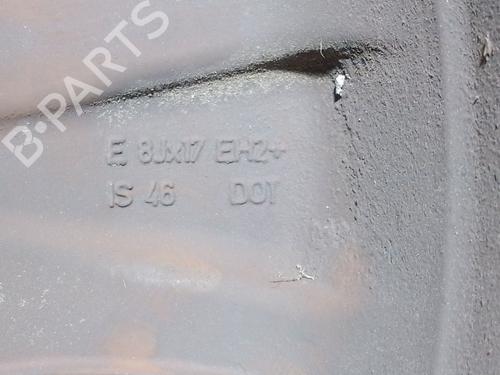 B-PARTS
E 8Jx17 EH2+
IS 46 DOT